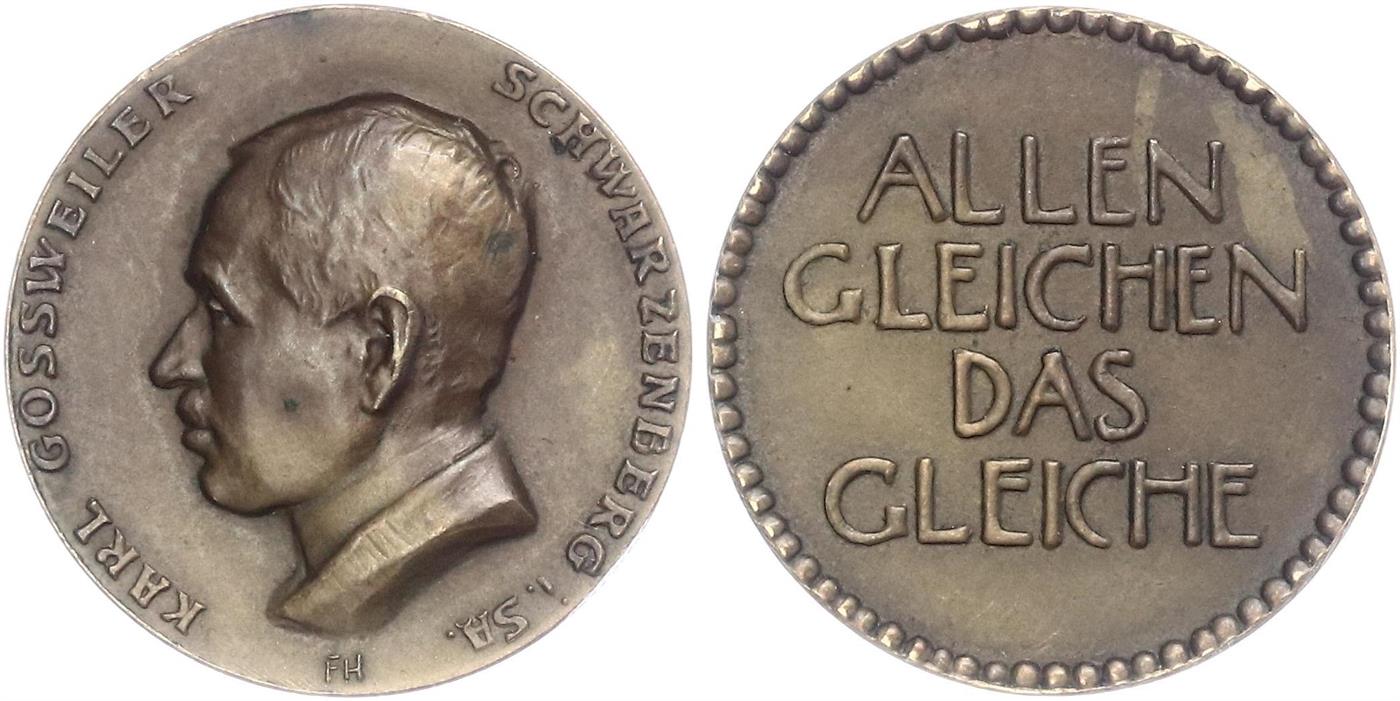 KARL GOSSWEILER
SCHWARZENBERG i. SA.
FH
ALLEN
GLEICHEN
DAS
GLEICHE